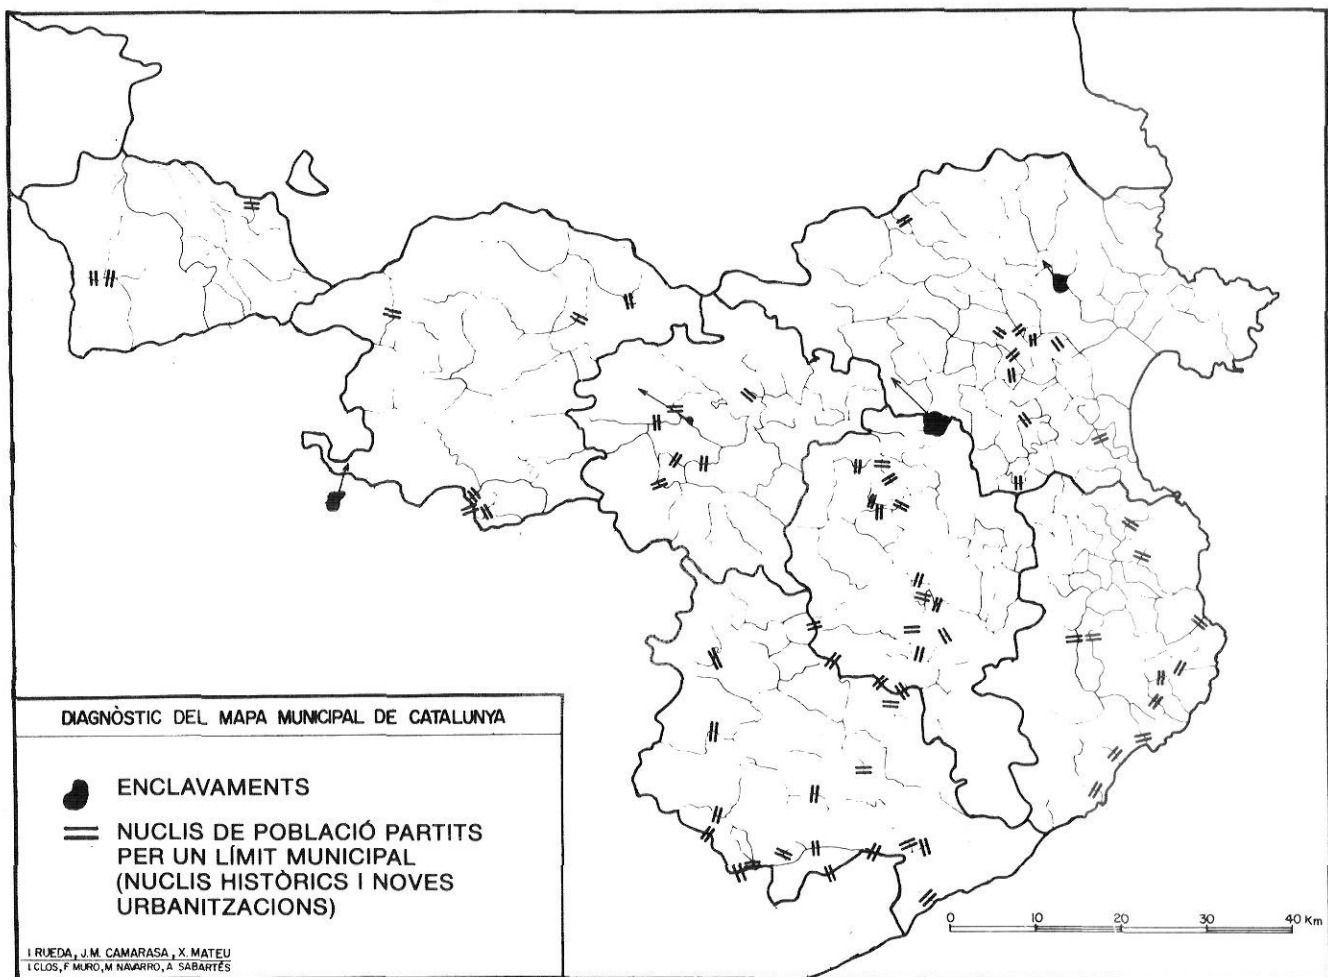 DIAGNÒSTIC DEL MAPA MUNICIPAL DE CATALUNYA
ENCLAVAMENTS
NUCLIS DE POBLACIÓ PARTITS
PER UN LÍMIT MUNICIPAL
(NUCLIS HISTÒRICS I NOVES
URBANITZACIONS)
I RUEDA, J.M. CAMARASA, X. MATEU
I CLOS, F MURO, M NAVARRO, A SABARTÉS
0 10 20 30 40 Km